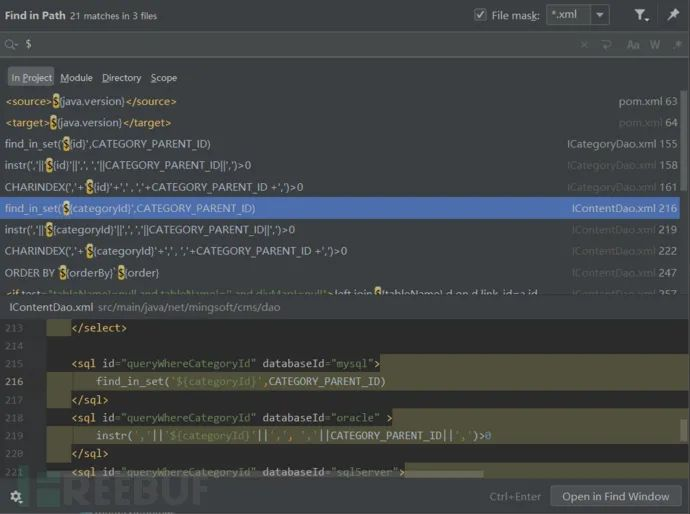 Find in Path 21 matches in 3 files File mask: *.xml
$ Aa W .*
In Project Module Directory Scope
<source>${java.version}</source> pom.xml 63
<target>${java.version}</target> pom.xml 64
find_in_set('${id}',CATEGORY_PARENT_ID) ICategoryDao.xml 155
instr(','||'${id}'||',', ','||CATEGORY_PARENT_ID||',')>0 ICategoryDao.xml 158
CHARINDEX(','+'${id}'+',' , ','+CATEGORY_PARENT_ID +',')>0 ICategoryDao.xml 161
find_in_set('${categoryId}',CATEGORY_PARENT_ID) IContentDao.xml 216
instr(','||'${categoryId}'||',', ','||CATEGORY_PARENT_ID||',')>0 IContentDao.xml 219
CHARINDEX(','+'${categoryId}'+',' , ','+CATEGORY_PARENT_ID +',')>0 IContentDao.xml 222
ORDER BY `${orderBy}` ${order} IContentDao.xml 247
IContentDao.xml src/main/java/net/mingsoft/cms/dao
213 </select>
214
215 <sql id="queryWhereCategoryId" databaseId="mysql">
216 find_in_set('${categoryId}',CATEGORY_PARENT_ID)
217 </sql>
218 <sql id="queryWhereCategoryId" databaseId="oracle" >
219 instr(','||'${categoryId}'||',', ','||CATEGORY_PARENT_ID||',')>0
220 </sql>
221 <sql id="queryWhereCategoryId" databaseId="sqlServer">
REEBUF
Ctrl+Enter Open in Find Window